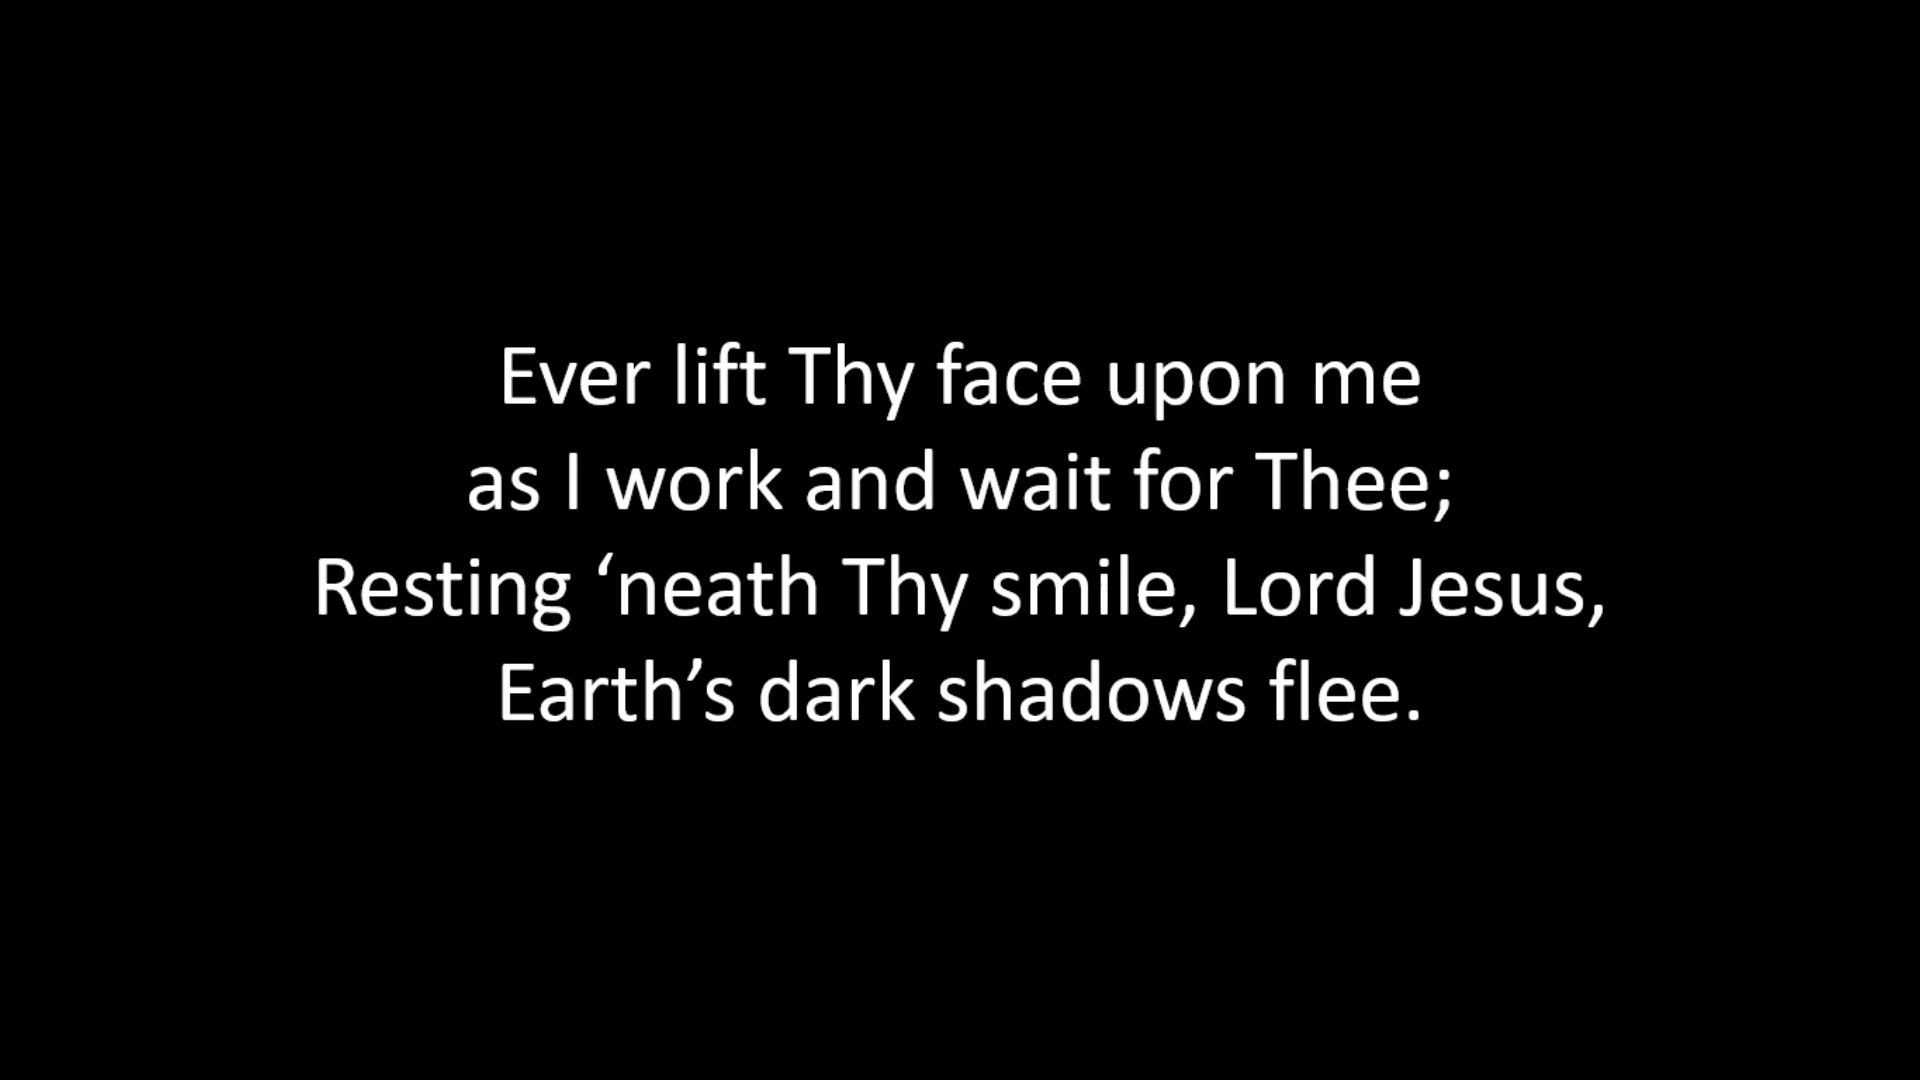 Ever lift Thy face upon me
as I work and wait for Thee;
Resting ‘neath Thy smile, Lord Jesus,
Earth’s dark shadows flee.